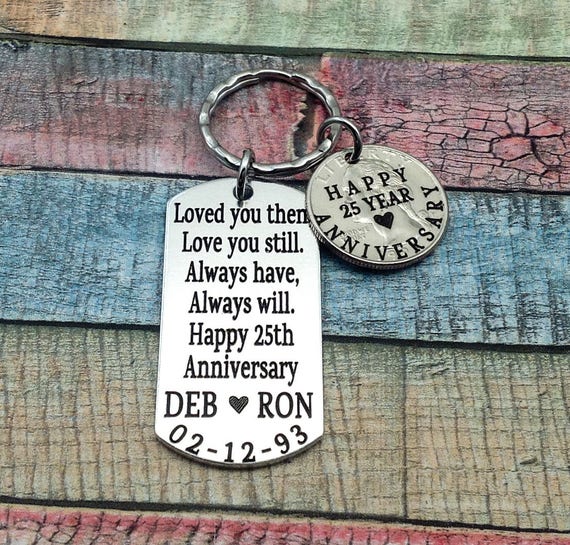 Loved you then
Love you still.
Always have,
Always will.
Happy 25th
Anniversary
DEB ♥ RON
02-12-93
HAPPY
25 YEAR
♥
ANNIVERSARY